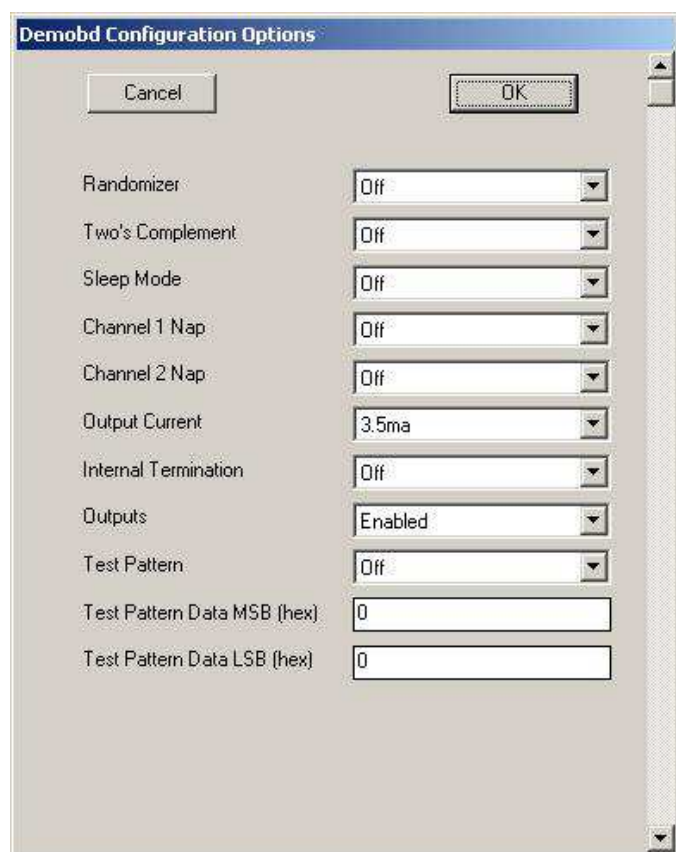 Demobd Configuration Options
Cancel OK
Randomizer Off
Two's Complement Off
Sleep Mode Off
Channel 1 Nap Off
Channel 2 Nap Off
Output Current 3.5ma
Internal Termination Off
Outputs Enabled
Test Pattern Off
Test Pattern Data MSB (hex) 0
Test Pattern Data LSB (hex) 0